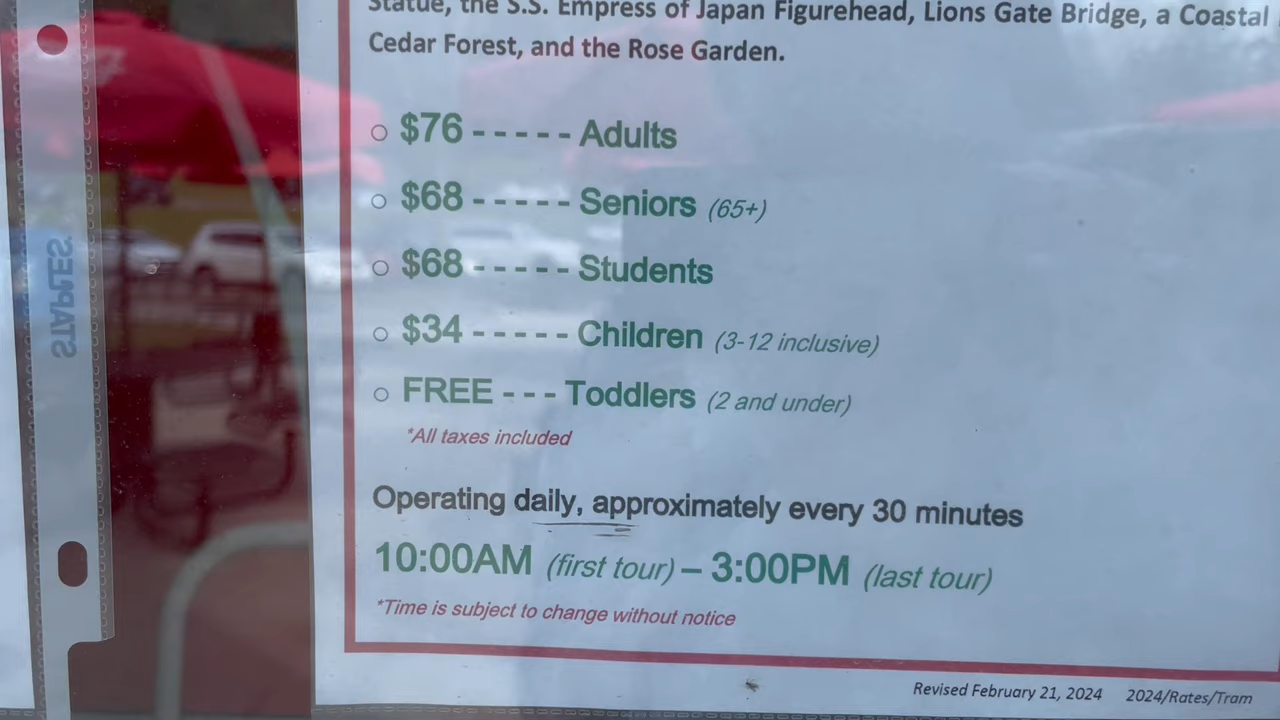 Statue, the S.S. Empress of Japan Figurehead, Lions Gate Bridge, a Coastal
Cedar Forest, and the Rose Garden.
○ $76 - - - - - Adults
○ $68 - - - - - Seniors (65+)
○ $68 - - - - - Students
○ $34 - - - - - Children (3-12 inclusive)
○ FREE - - - Toddlers (2 and under)
*All taxes included
Operating daily, approximately every 30 minutes
10:00AM (first tour) – 3:00PM (last tour)
*Time is subject to change without notice
Revised February 21, 2024 2024/Rates/Tram
STAPLES